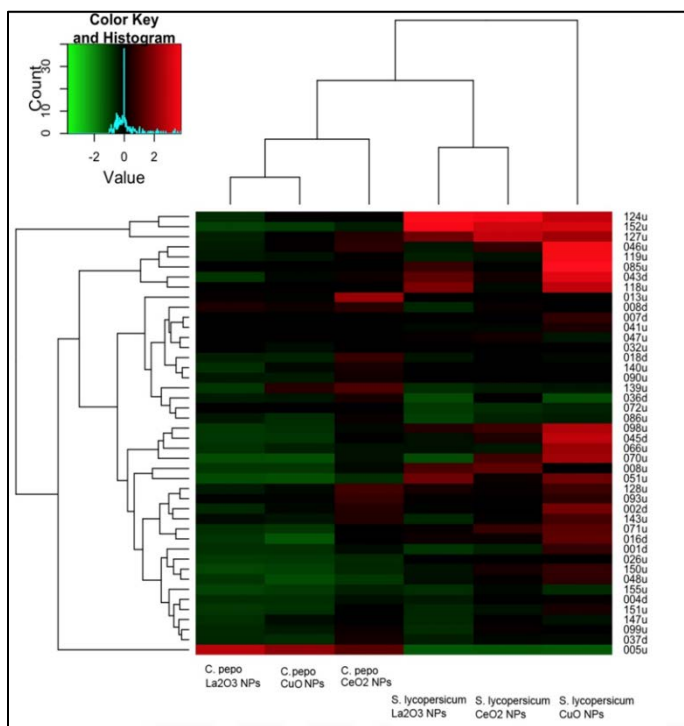 Color Key
and Histogram
Count
0 10 30
-2 0 2
Value
124u
152u
127u
046u
119u
085u
043d
118u
013u
008d
007d
041u
047u
032u
018d
140u
090u
139u
036d
072u
086u
098u
045d
066u
070u
008u
051u
128u
093u
002d
143u
071u
016d
001d
026u
150u
048u
155u
004d
151u
147u
099u
037d
005u
C. pepo
La2O3 NPs
C. pepo
CuO NPs
C. pepo
CeO2 NPs
S. lycopersicum
La2O3 NPs
S. lycopersicum
CeO2 NPs
S. lycopersicum
CuO NPs